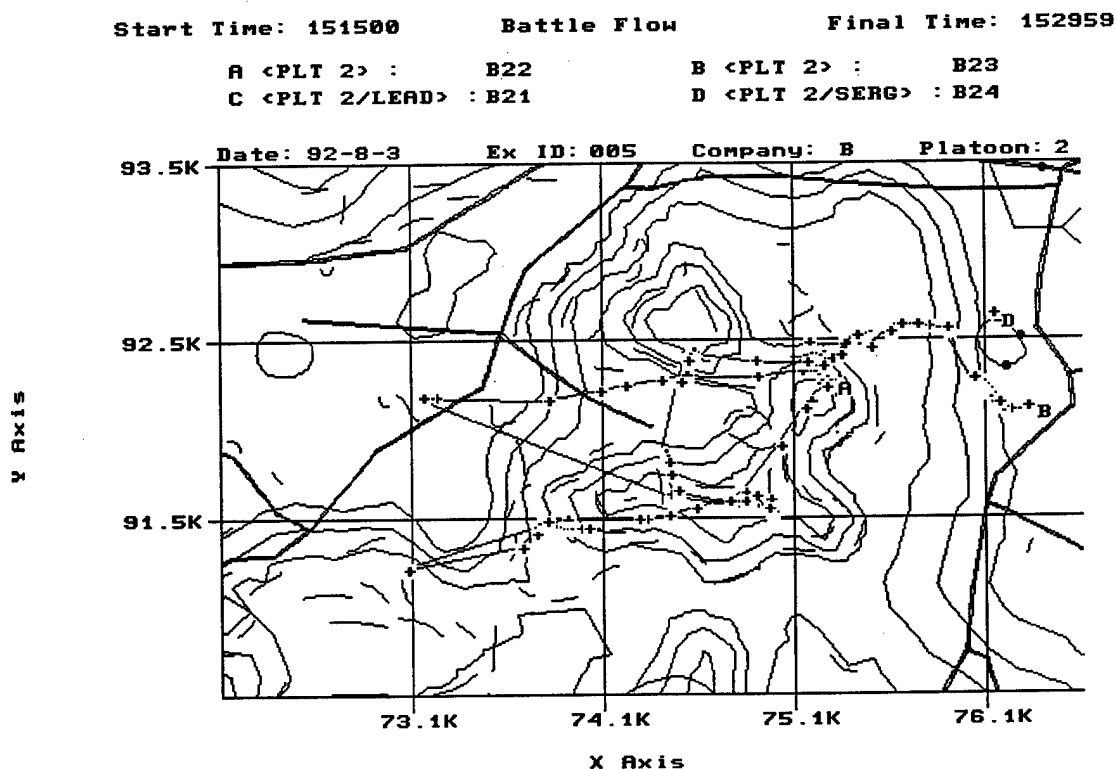 Start Time: 151500 Battle Flow Final Time: 152959
A <PLT 2> : B22 B <PLT 2> : B23
C <PLT 2/LEAD> : B21 D <PLT 2/SERG> : B24
Date: 92-8-3 Ex ID: 005 Company: B Platoon: 2
93.5K
D
92.5K
A
B
Y Axis
91.5K
73.1K 74.1K 75.1K 76.1K
X Axis